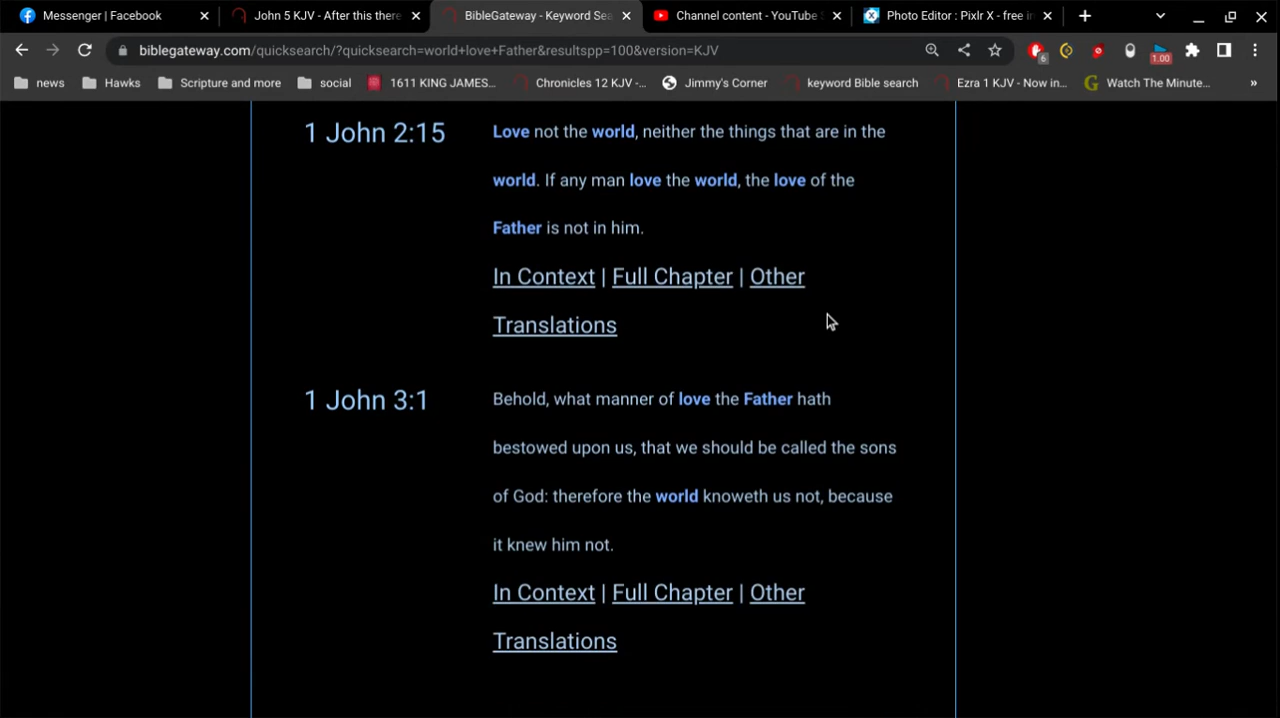 Messenger | Facebook
John 5 KJV - After this there
BibleGateway - Keyword Sea
Channel content - YouTube S
Photo Editor : Pixlr X - free in
biblegateway.com/quicksearch/?quicksearch=world+love+Father&resultspp=100&version=KJV
6
1.00
news
Hawks
Scripture and more
social
1611 KING JAMES...
Chronicles 12 KJV -...
Jimmy's Corner
keyword Bible search
Ezra 1 KJV - Now in...
Watch The Minute...
»
1 John 2:15
Love not the world, neither the things that are in the
world. If any man love the world, the love of the
Father is not in him.
In Context | Full Chapter | Other
Translations
1 John 3:1
Behold, what manner of love the Father hath
bestowed upon us, that we should be called the sons
of God: therefore the world knoweth us not, because
it knew him not.
In Context | Full Chapter | Other
Translations